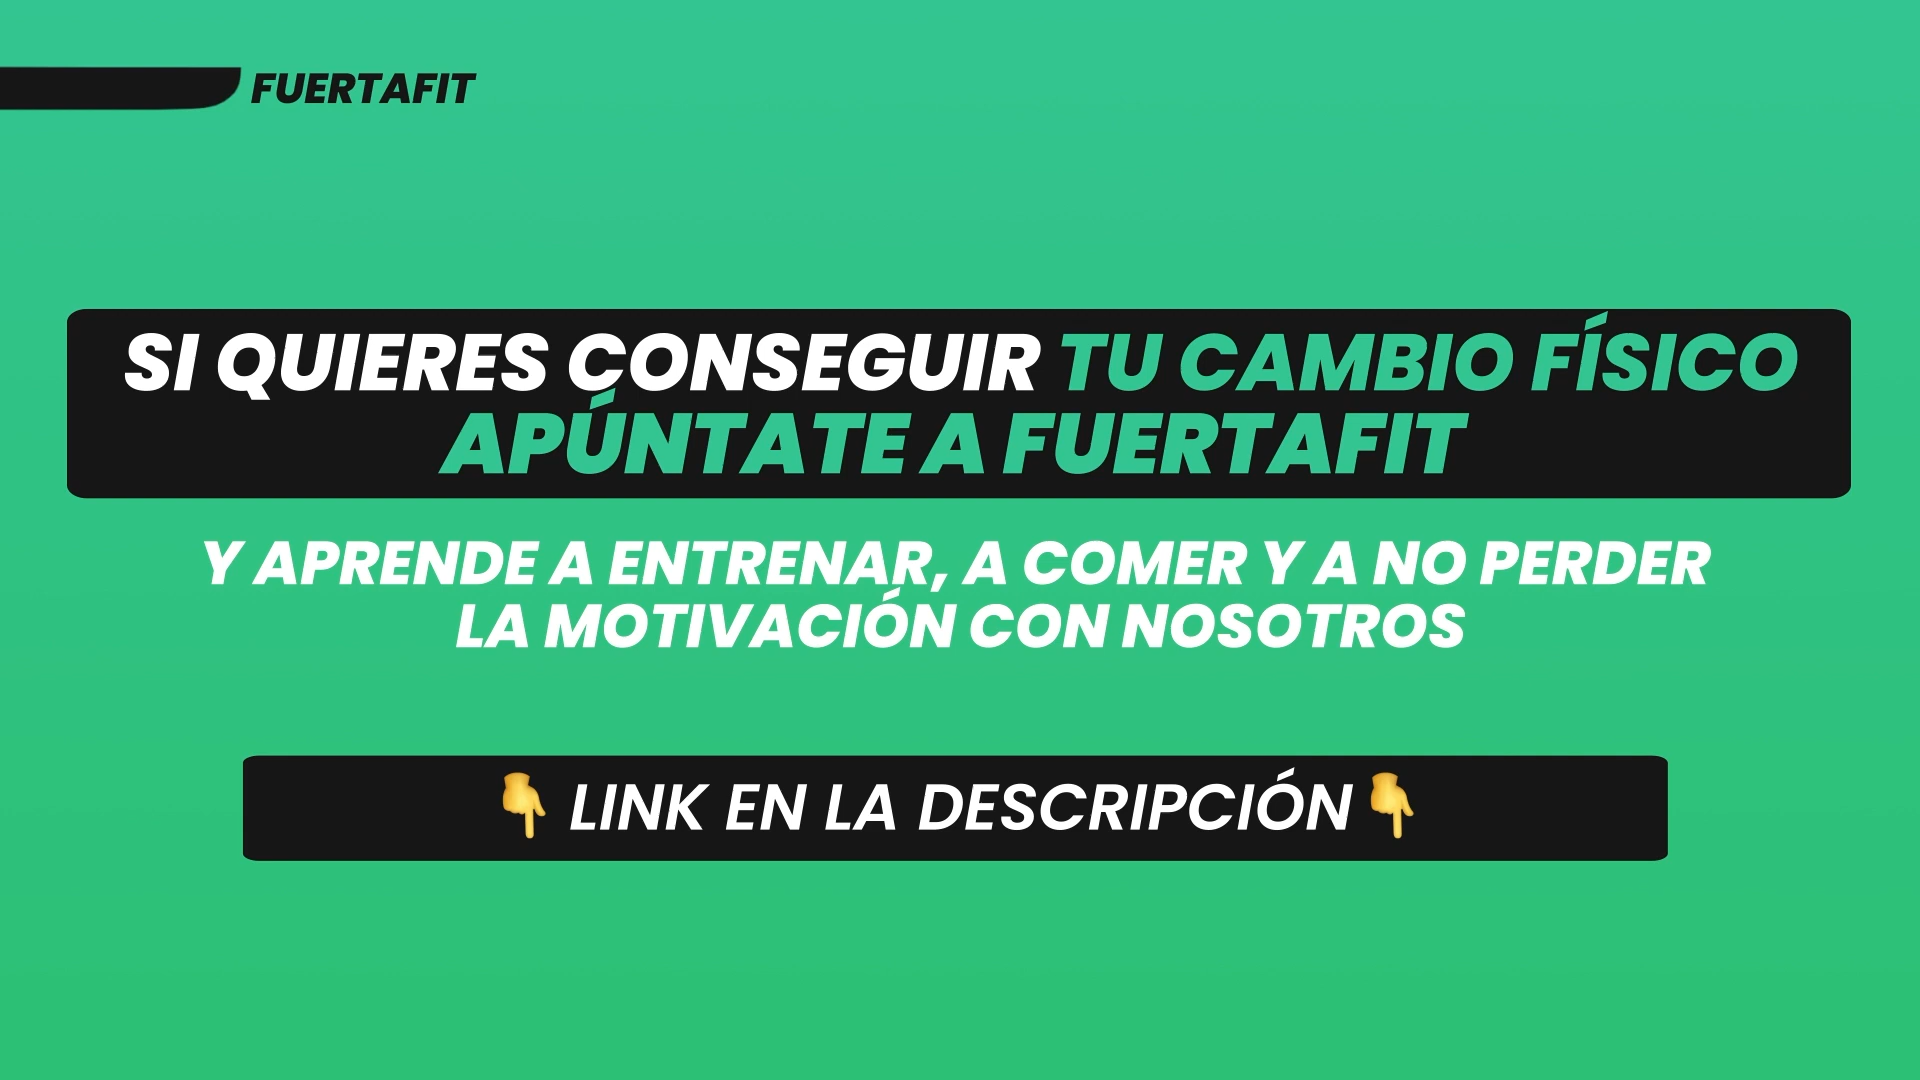 FUERTAFIT
SI QUIERES CONSEGUIR TU CAMBIO FÍSICO
APÚNTATE A FUERTAFIT
Y APRENDE A ENTRENAR, A COMER Y A NO PERDER
LA MOTIVACIÓN CON NOSOTROS
👇 LINK EN LA DESCRIPCIÓN 👇